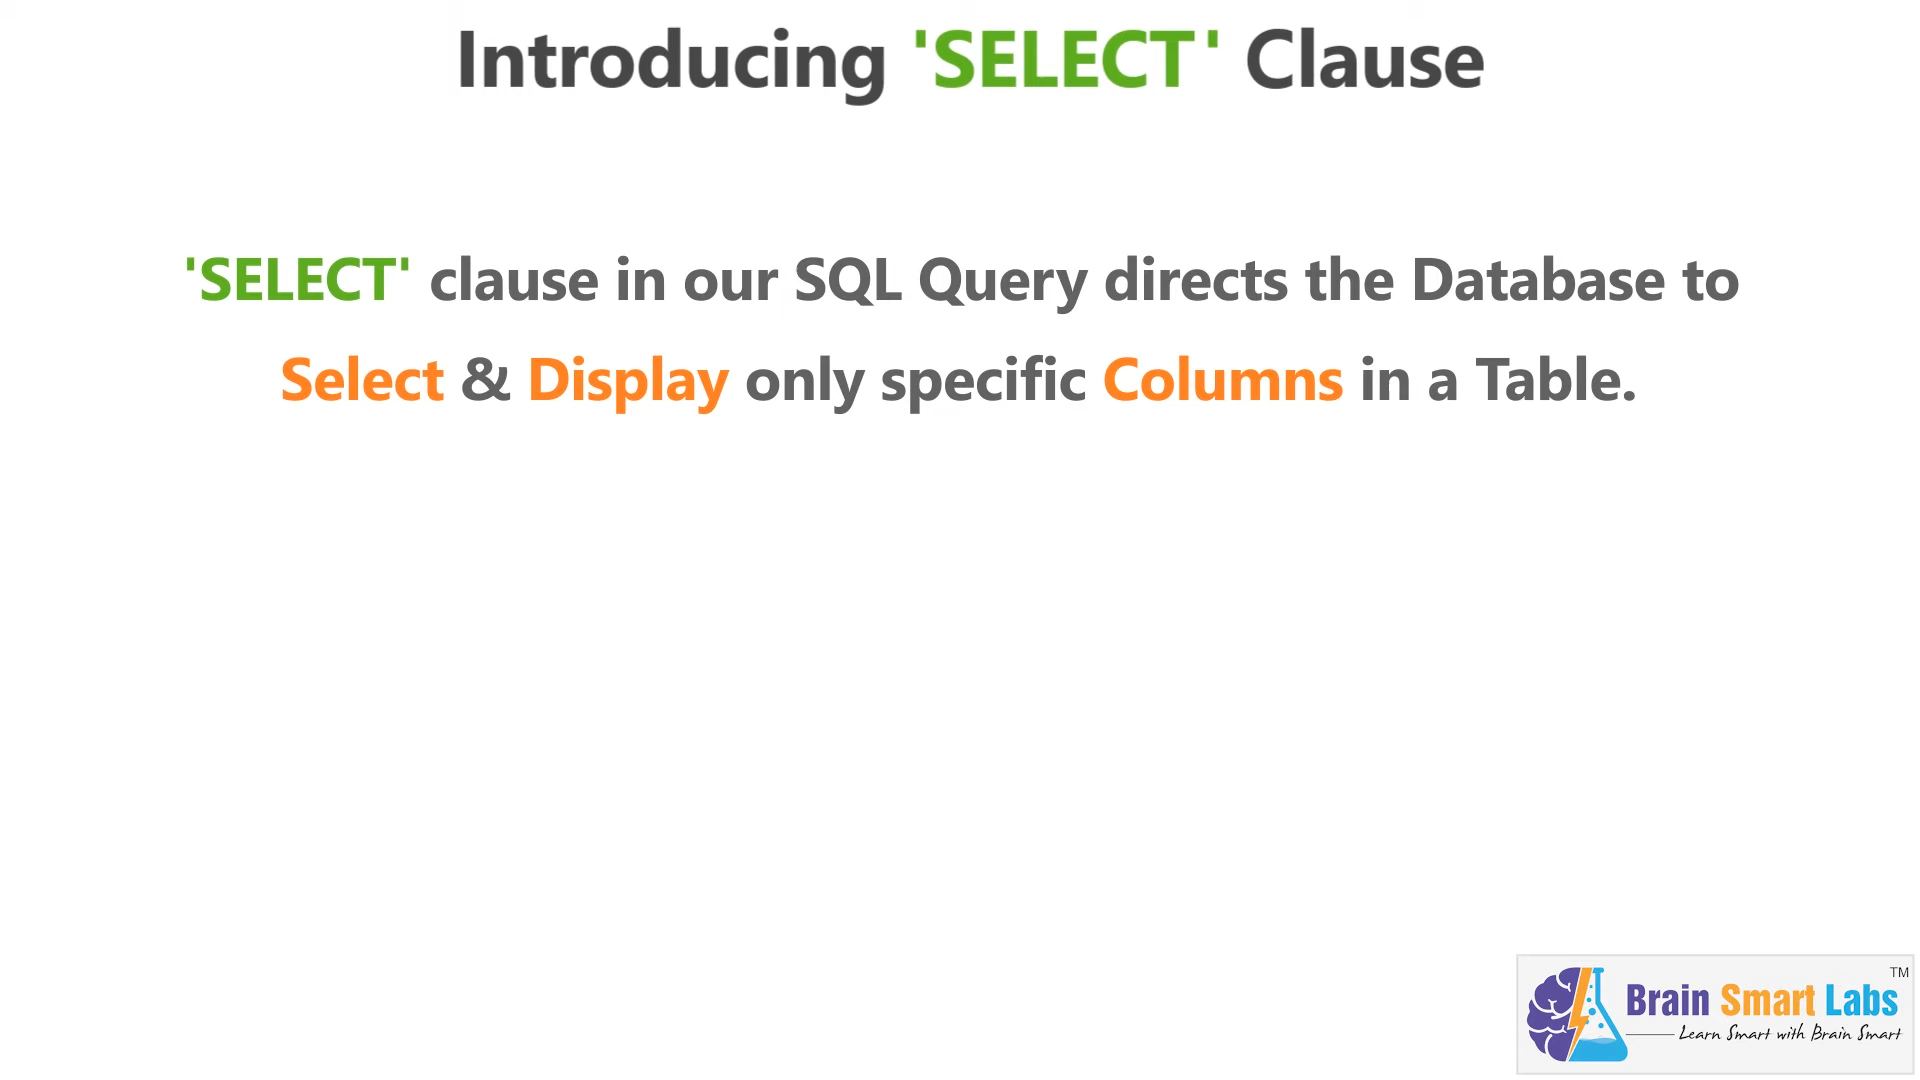 Introducing 'SELECT' Clause
'SELECT' clause in our SQL Query directs the Database to
Select & Display only specific Columns in a Table.
TM
Brain Smart Labs
Learn Smart with Brain Smart